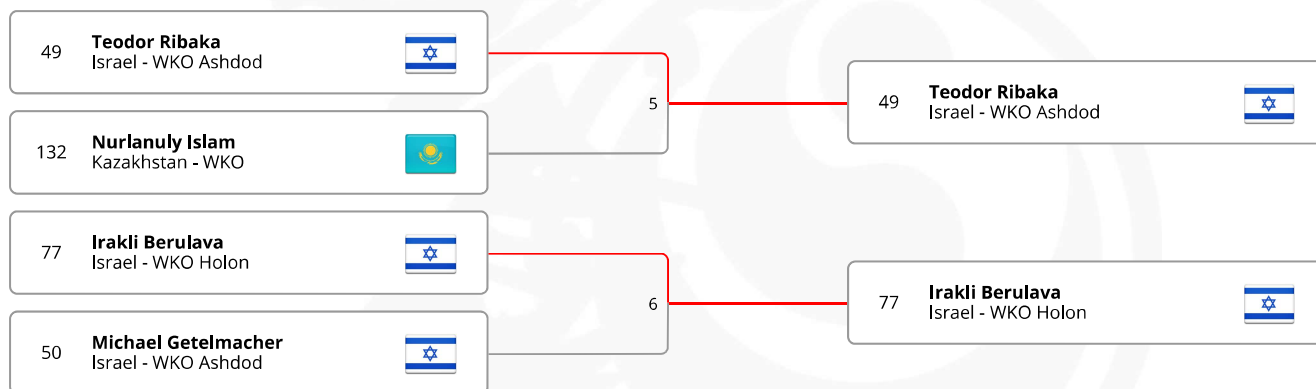 49
Teodor Ribaka
Israel - WKO Ashdod
132
Nurlanuly Islam
Kazakhstan - WKO
5
49
Teodor Ribaka
Israel - WKO Ashdod
77
Irakli Berulava
Israel - WKO Holon
50
Michael Getelmacher
Israel - WKO Ashdod
6
77
Irakli Berulava
Israel - WKO Holon